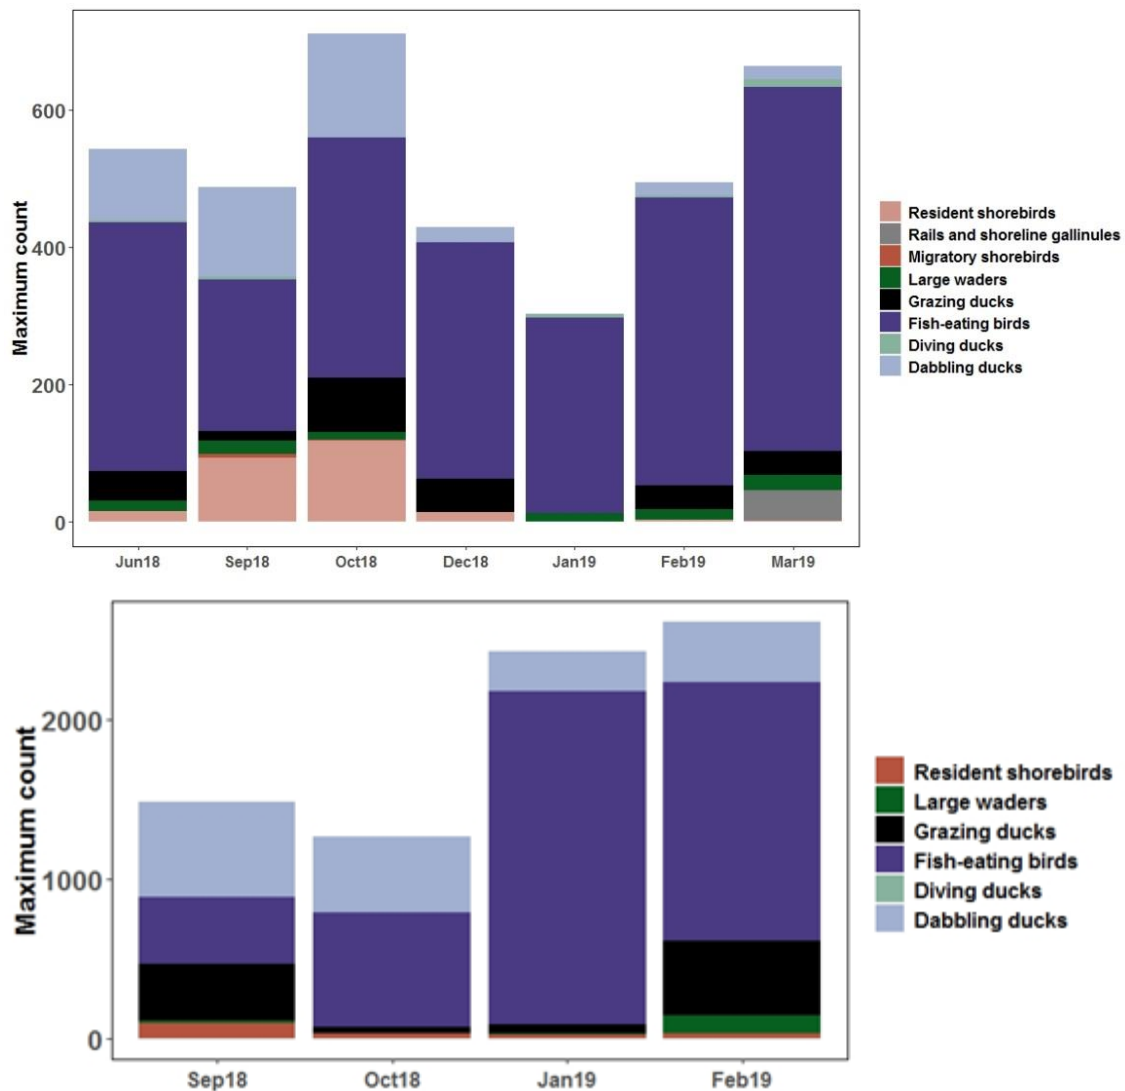 Maximum count
600
400
200
0
Jun18 Sep18 Oct18 Dec18 Jan19 Feb19 Mar19
Resident shorebirds
Rails and shoreline gallinules
Migratory shorebirds
Large waders
Grazing ducks
Fish-eating birds
Diving ducks
Dabbling ducks
Maximum count
2000
1000
0
Sep18 Oct18 Jan19 Feb19
Resident shorebirds
Large waders
Grazing ducks
Fish-eating birds
Diving ducks
Dabbling ducks